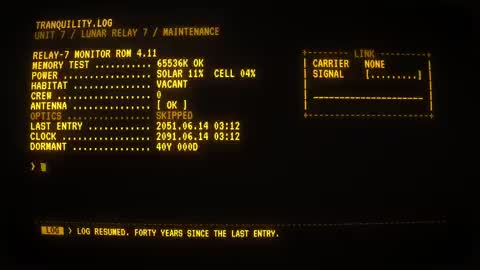 TRANQUILITY.LOG
UNIT 7 / LUNAR RELAY 7 / MAINTENANCE
RELAY-7 MONITOR ROM 4.11
MEMORY TEST ........... 65536K OK
POWER ................. SOLAR 11% CELL 04%
HABITAT ............... VACANT
CREW .................. 0
ANTENNA ............... [ OK ]
OPTICS ................ SKIPPED
LAST ENTRY ............ 2051.06.14 03:12
CLOCK ................. 2091.06.14 03:12
DORMANT ............... 40Y 000D
>
LINK
CARRIER NONE
SIGNAL [.........]
LOG > LOG RESUMED. FORTY YEARS SINCE THE LAST ENTRY.